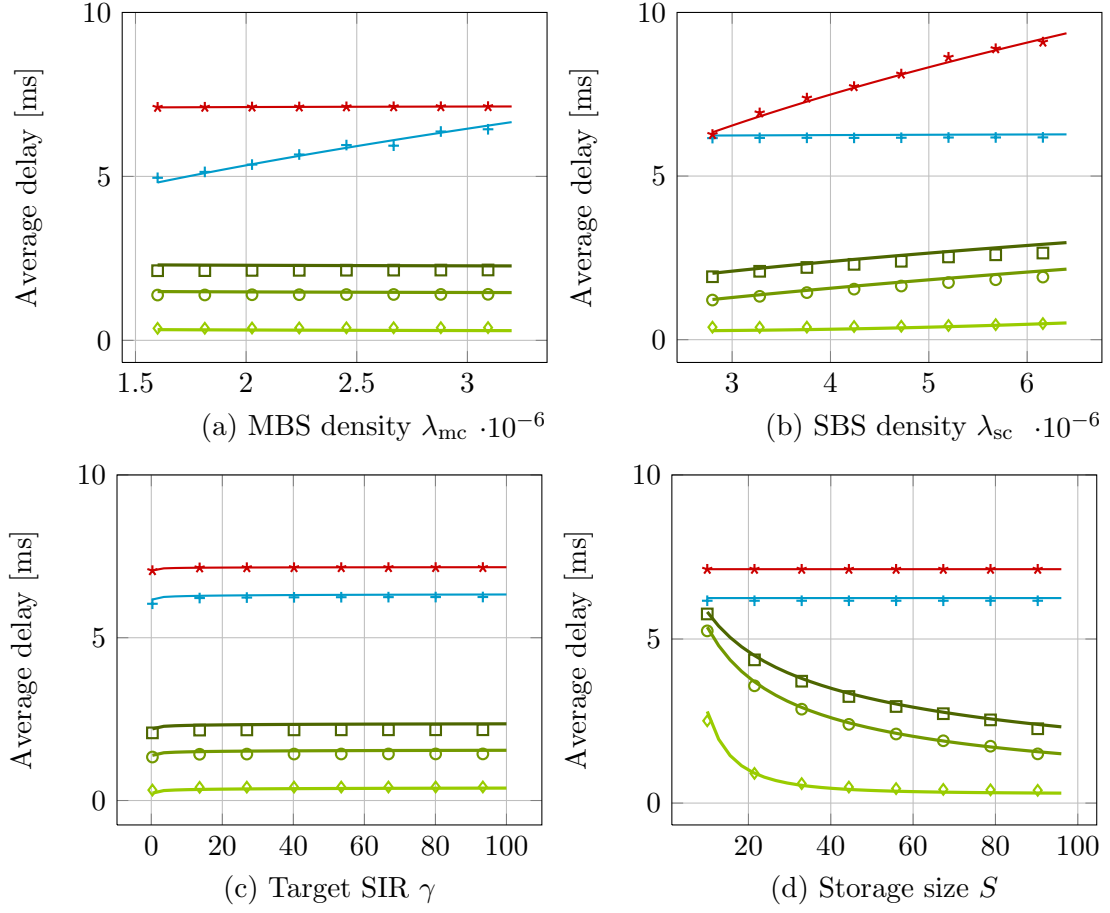 10
5
0
Average delay [ms]
1.5 2 2.5 3
(a) MBS density λmc ·10−6
10
5
0
Average delay [ms]
3 4 5 6
(b) SBS density λsc ·10−6
10
5
0
Average delay [ms]
0 20 40 60 80 100
(c) Target SIR γ
10
5
0
Average delay [ms]
20 40 60 80 100
(d) Storage size S